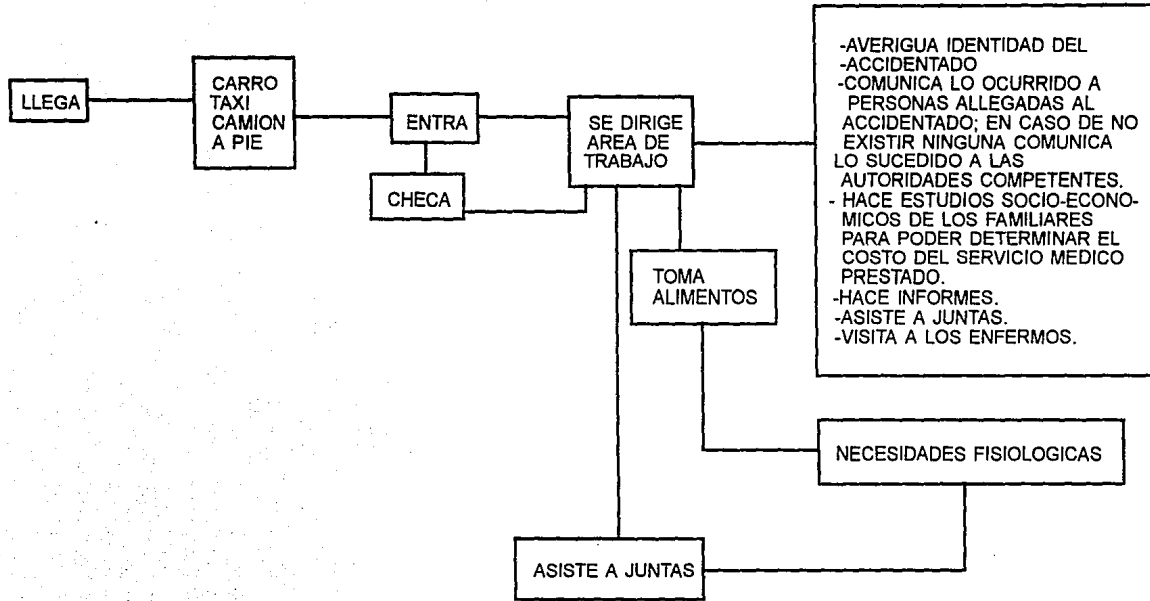 LLEGA
CARRO
TAXI
CAMION
A PIE
ENTRA
CHECA
SE DIRIGE
AREA DE
TRABAJO
-AVERIGUA IDENTIDAD DEL
-ACCIDENTADO
-COMUNICA LO OCURRIDO A
PERSONAS ALLEGADAS AL
ACCIDENTADO; EN CASO DE NO
EXISTIR NINGUNA COMUNICA
LO SUCEDIDO A LAS
AUTORIDADES COMPETENTES.
- HACE ESTUDIOS SOCIO-ECONO-
MICOS DE LOS FAMILIARES
PARA PODER DETERMINAR EL
COSTO DEL SERVICIO MEDICO
PRESTADO.
-HACE INFORMES.
-ASISTE A JUNTAS.
-VISITA A LOS ENFERMOS.
TOMA
ALIMENTOS
NECESIDADES FISIOLOGICAS
ASISTE A JUNTAS